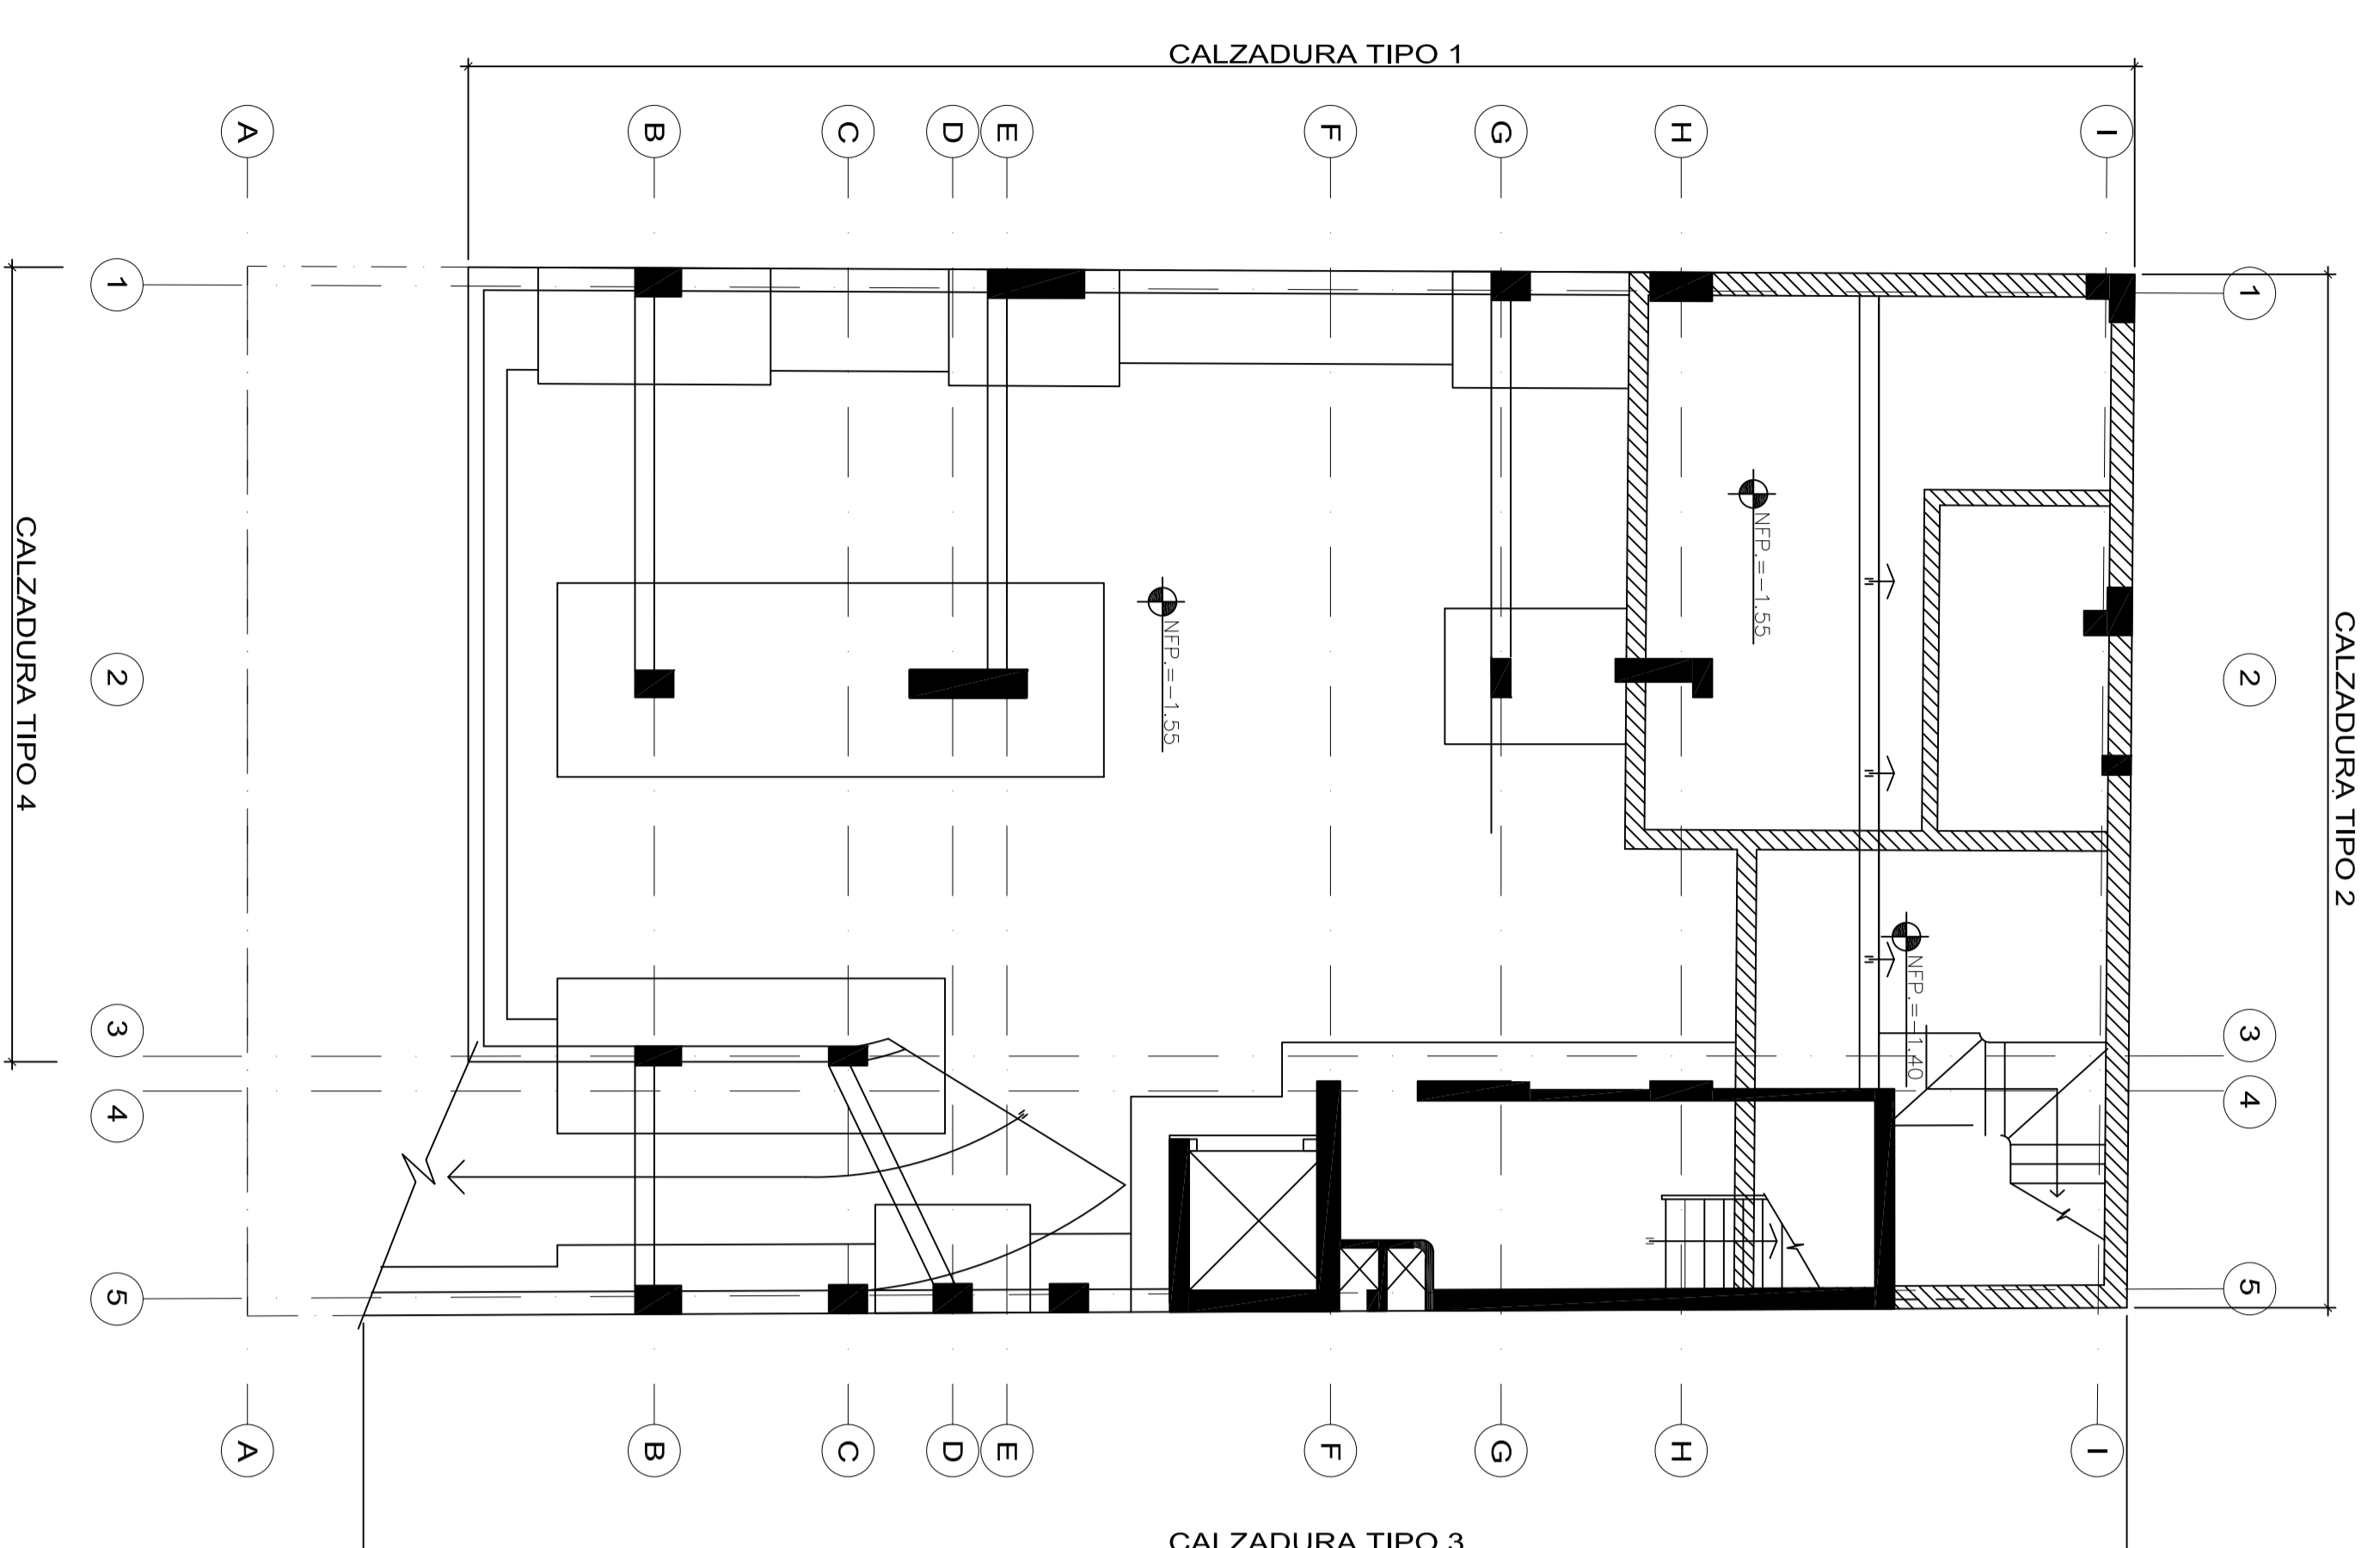 CALZADURA TIPO 1
A
B
C
D
E
F
G
H
I
1
1
NFP.=-1.55
NFP.=-1.55
CALZADURA TIPO 4
CALZADURA TIPO 2
2
2
NFP.=-1.40
3
3
4
4
5
5
A
B
C
D
E
F
G
H
I
CALZADURA TIPO 3